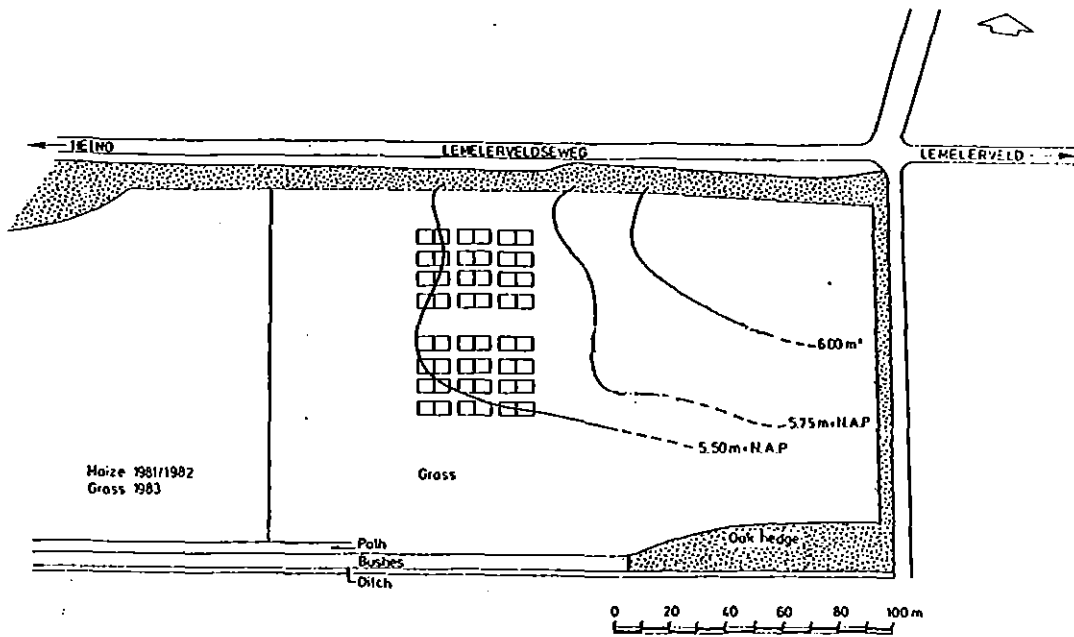 HEINO
LEMELERVELDSEWEG
LEMELERVELD
6.00 m+
5.75 m+N.A.P
5.50 m+N.A.P
Maize 1981/1982
Grass 1983
Grass
Oak hedge
Path
Bushes
Ditch
0 20 40 60 80 100 m